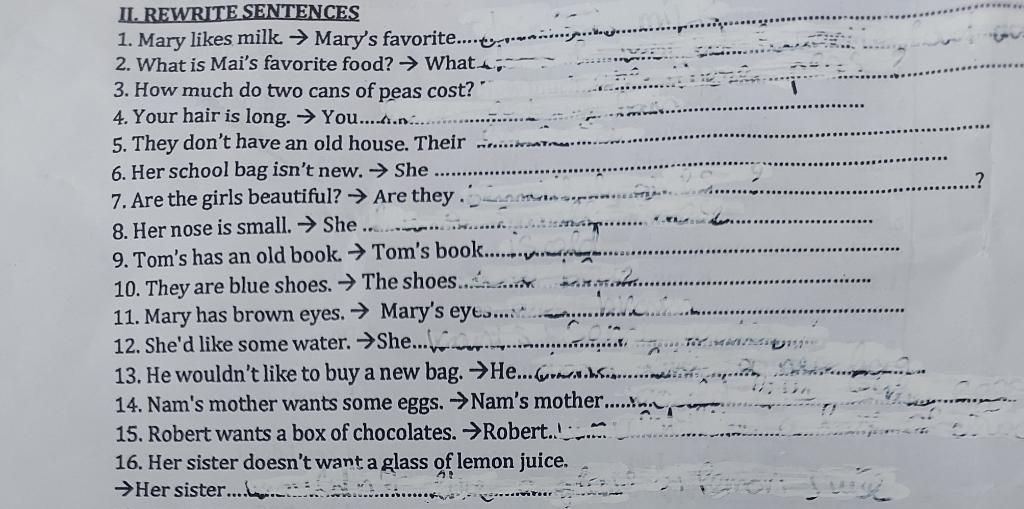 II. REWRITE SENTENCES
1. Mary likes milk. → Mary's favorite....
2. What is Mai's favorite food? → What
3. How much do two cans of peas cost?
4. Your hair is long. → You....
5. They don't have an old house. Their ....
6. Her school bag isn't new. → She ....
7. Are the girls beautiful? → Are they ....?
8. Her nose is small. → She ....
9. Tom's has an old book. → Tom's book....
10. They are blue shoes. → The shoes....
11. Mary has brown eyes. → Mary's eyes....
12. She'd like some water. →She....
13. He wouldn't like to buy a new bag. →He....
14. Nam's mother wants some eggs. →Nam's mother....
15. Robert wants a box of chocolates. →Robert....
16. Her sister doesn't want a glass of lemon juice.
→Her sister....